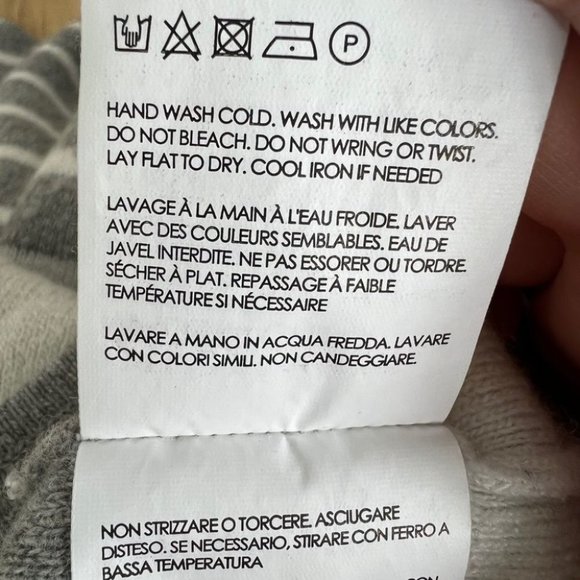 P
HAND WASH COLD. WASH WITH LIKE COLORS.
DO NOT BLEACH. DO NOT WRING OR TWIST.
LAY FLAT TO DRY. COOL IRON IF NEEDED
LAVAGE À LA MAIN À L'EAU FROIDE. LAVER
AVEC DES COULEURS SEMBLABLES. EAU DE
JAVEL INTERDITE. NE PAS ESSORER OU TORDRE.
SÉCHER À PLAT. REPASSAGE À FAIBLE
TEMPÉRATURE SI NÉCESSAIRE
LAVARE A MANO IN ACQUA FREDDA. LAVARE
CON COLORI SIMILI. NON CANDEGGIARE.
NON STRIZZARE O TORCERE. ASCIUGARE
DISTESO. SE NECESSARIO, STIRARE CON FERRO A
BASSA TEMPERATURA